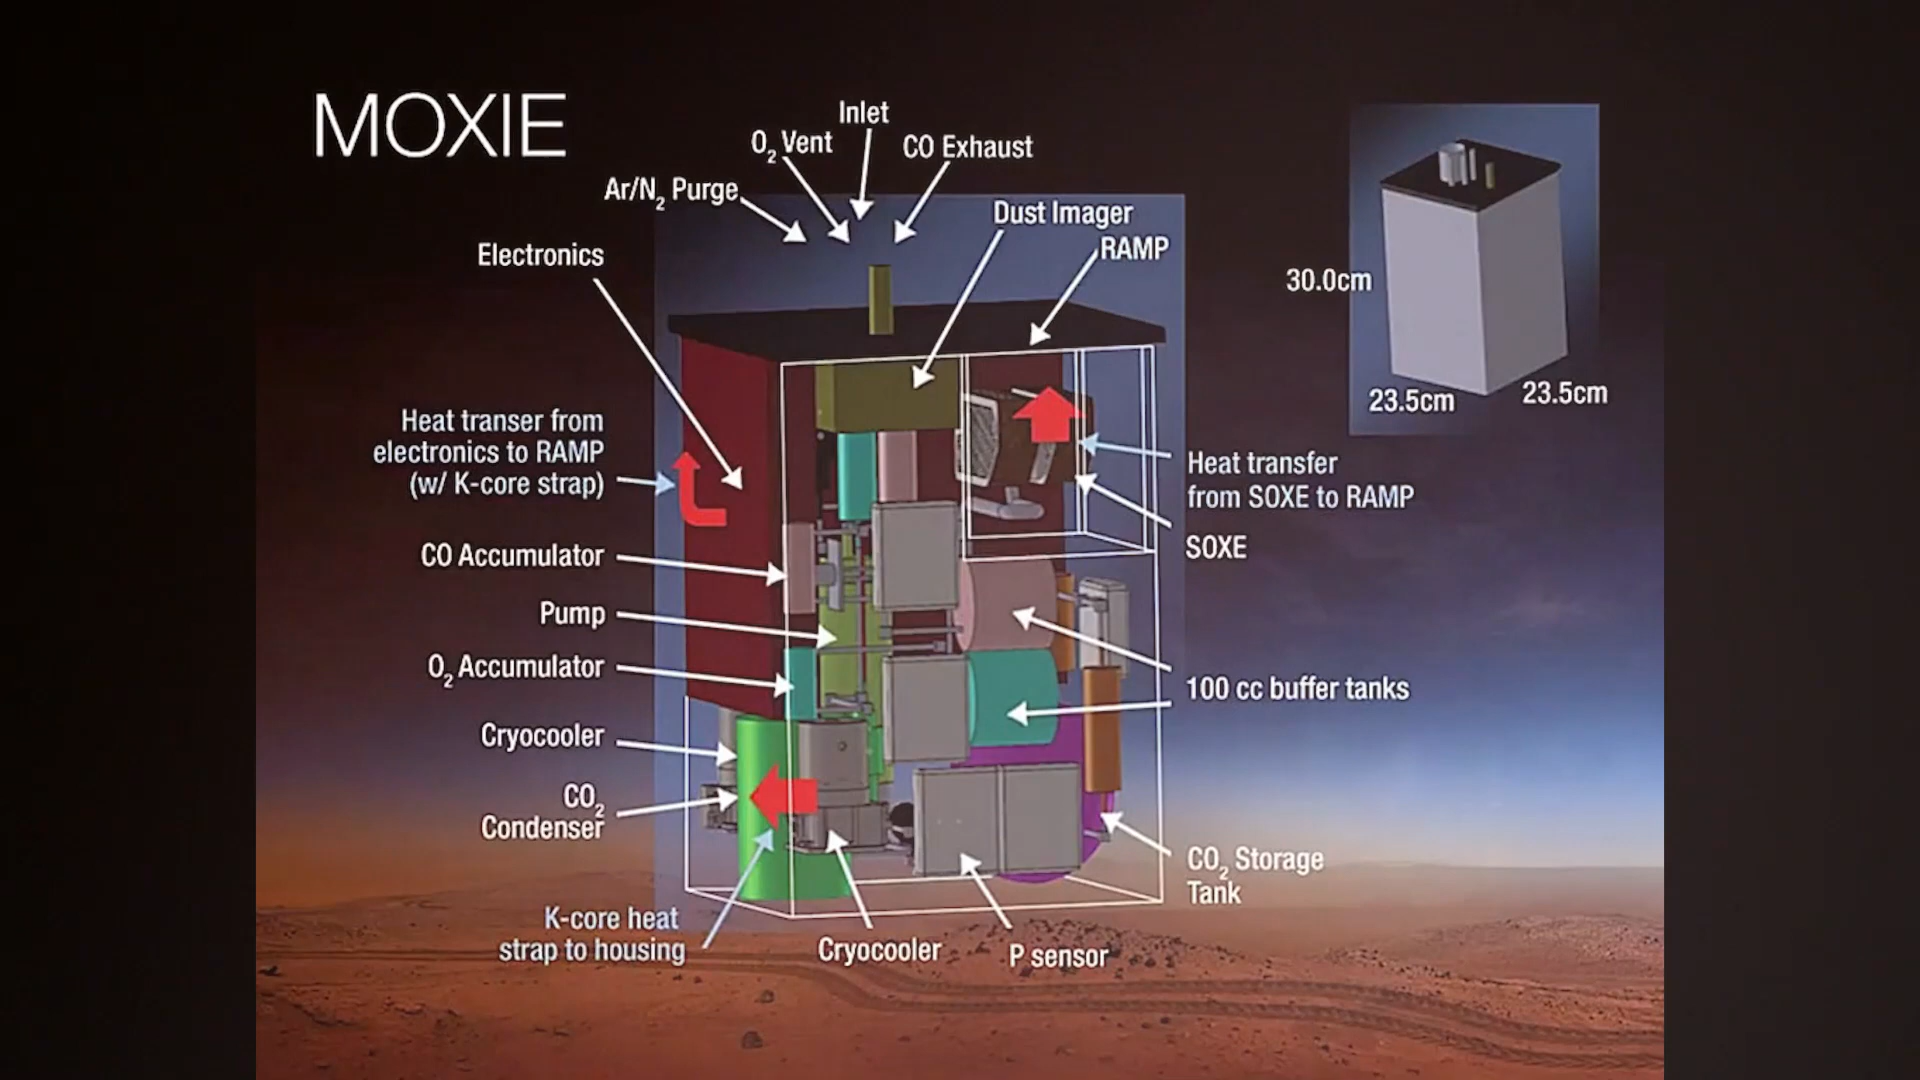 MOXIE
Inlet
O₂ Vent
CO Exhaust
Ar/N₂ Purge
Dust Imager
RAMP
Electronics
30.0cm
23.5cm
23.5cm
Heat transer from
electronics to RAMP
(w/ K-core strap)
Heat transfer
from SOXE to RAMP
SOXE
CO Accumulator
Pump
O₂ Accumulator
100 cc buffer tanks
Cryocooler
CO₂
Condenser
CO₂ Storage
Tank
K-core heat
strap to housing
Cryocooler
P sensor